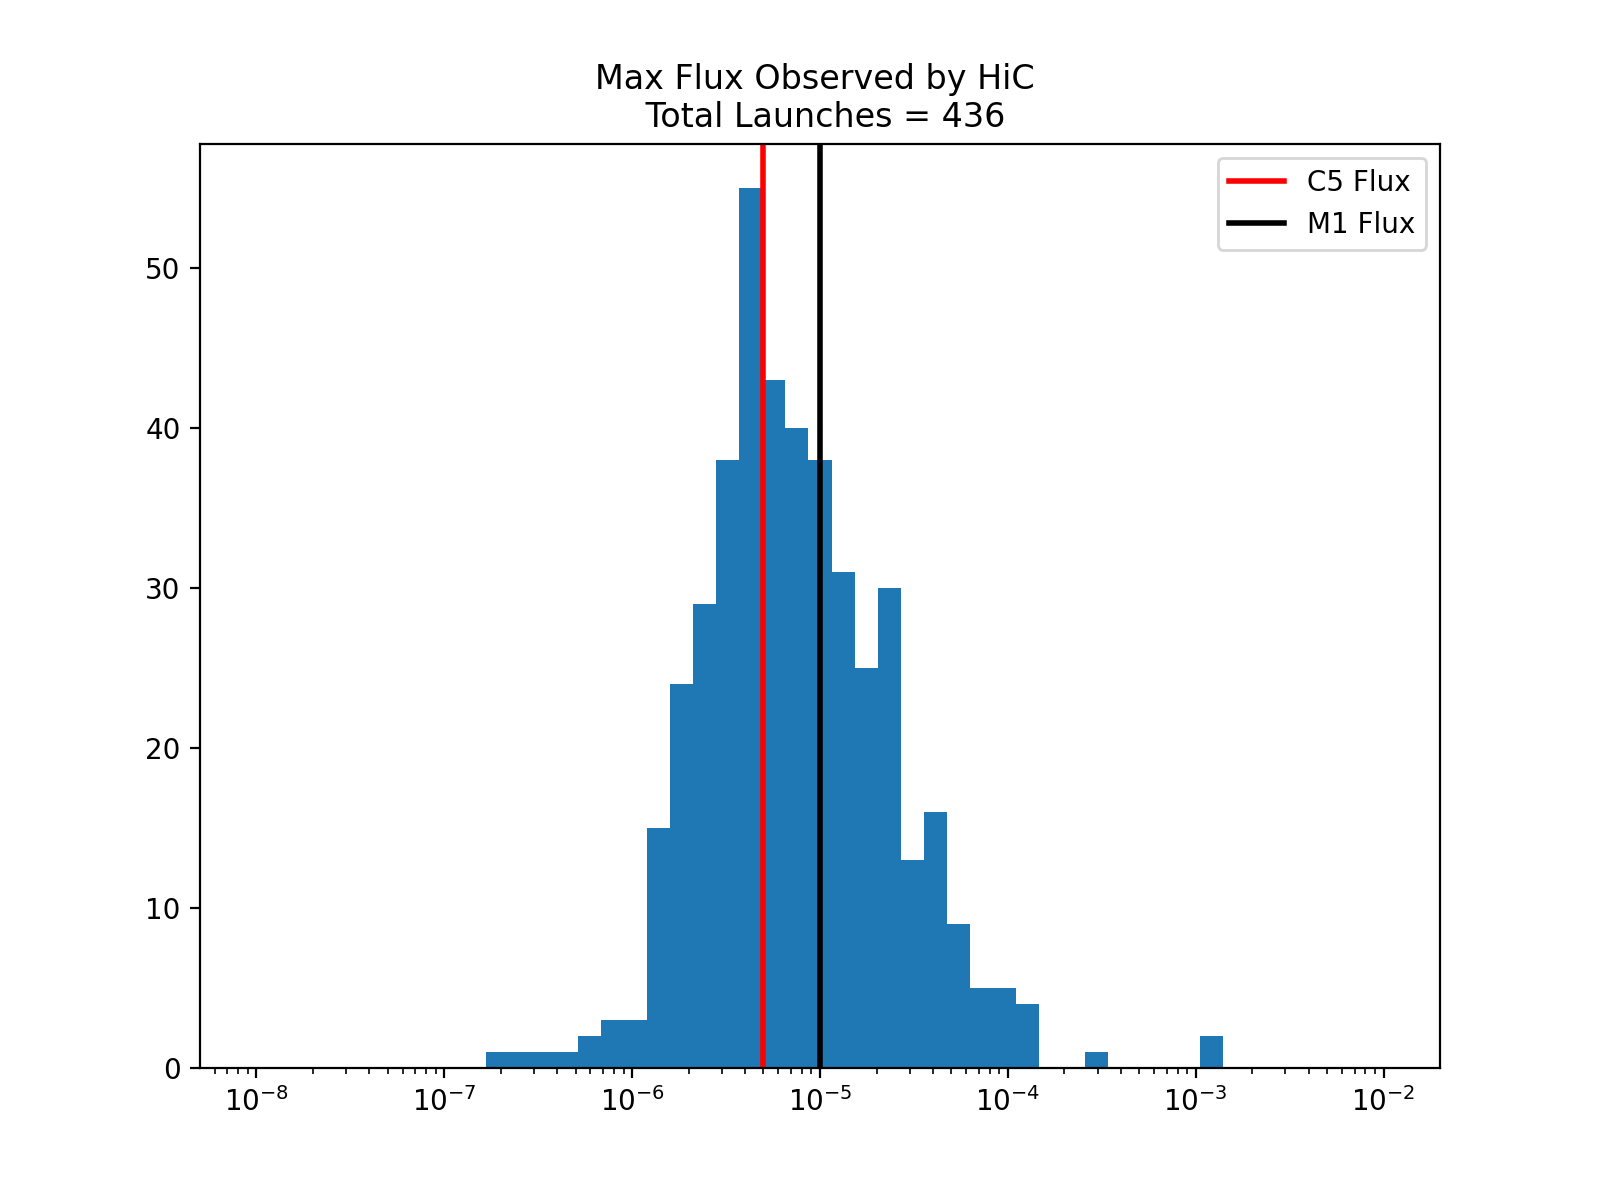 Max Flux Observed by HiC
Total Launches = 436
C5 Flux
M1 Flux
50
40
30
20
10
0
10⁻⁸ 10⁻⁷ 10⁻⁶ 10⁻⁵ 10⁻⁴ 10⁻³ 10⁻²